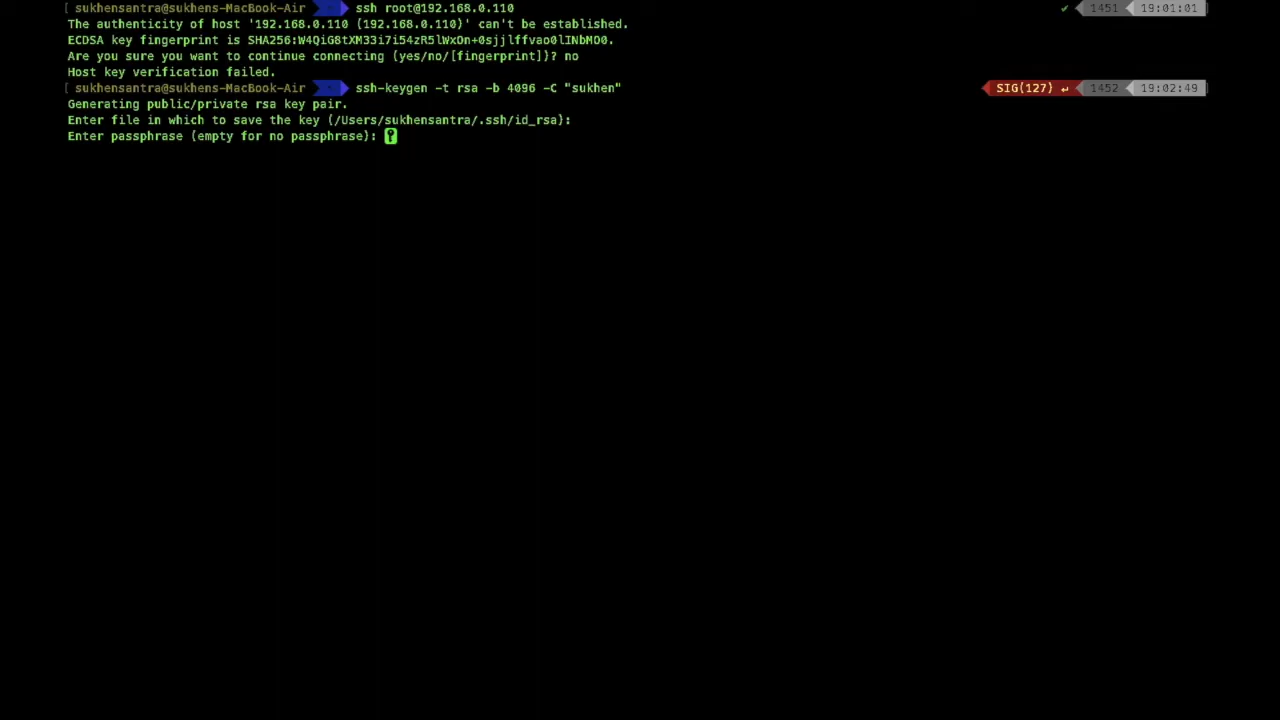 sukhensantra@sukhens-MacBook-Air ~ ssh root@192.168.0.110 ✔ 1451 19:01:01
The authenticity of host '192.168.0.110 (192.168.0.110)' can't be established.
ECDSA key fingerprint is SHA256:W4QiG8tXM33i7i54zR5lWxOn+0sjjlffvao0lINbMO0.
Are you sure you want to continue connecting (yes/no/[fingerprint])? no
Host key verification failed.
sukhensantra@sukhens-MacBook-Air ~ ssh-keygen -t rsa -b 4096 -C "sukhen" SIG(127) ↵ 1452 19:02:49
Generating public/private rsa key pair.
Enter file in which to save the key (/Users/sukhensantra/.ssh/id_rsa):
Enter passphrase (empty for no passphrase):